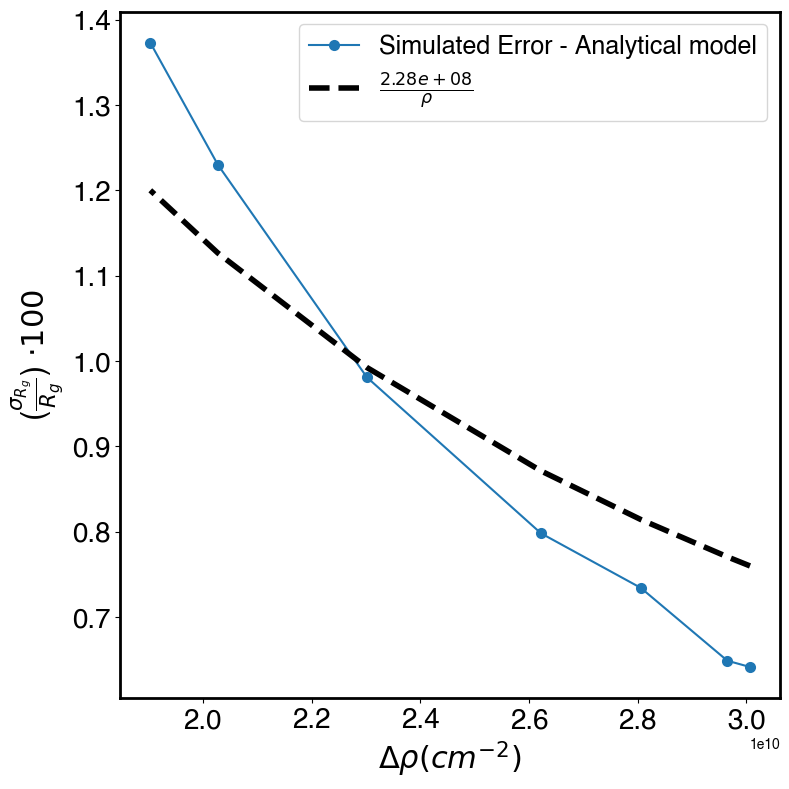 1.4
1.3
1.2
1.1
1.0
0.9
0.8
0.7
(σ_{R_g}/R_g) ·100
Simulated Error - Analytical model
2.28e + 08/ρ
2.0 2.2 2.4 2.6 2.8 3.0
1e10
Δρ(cm⁻²)